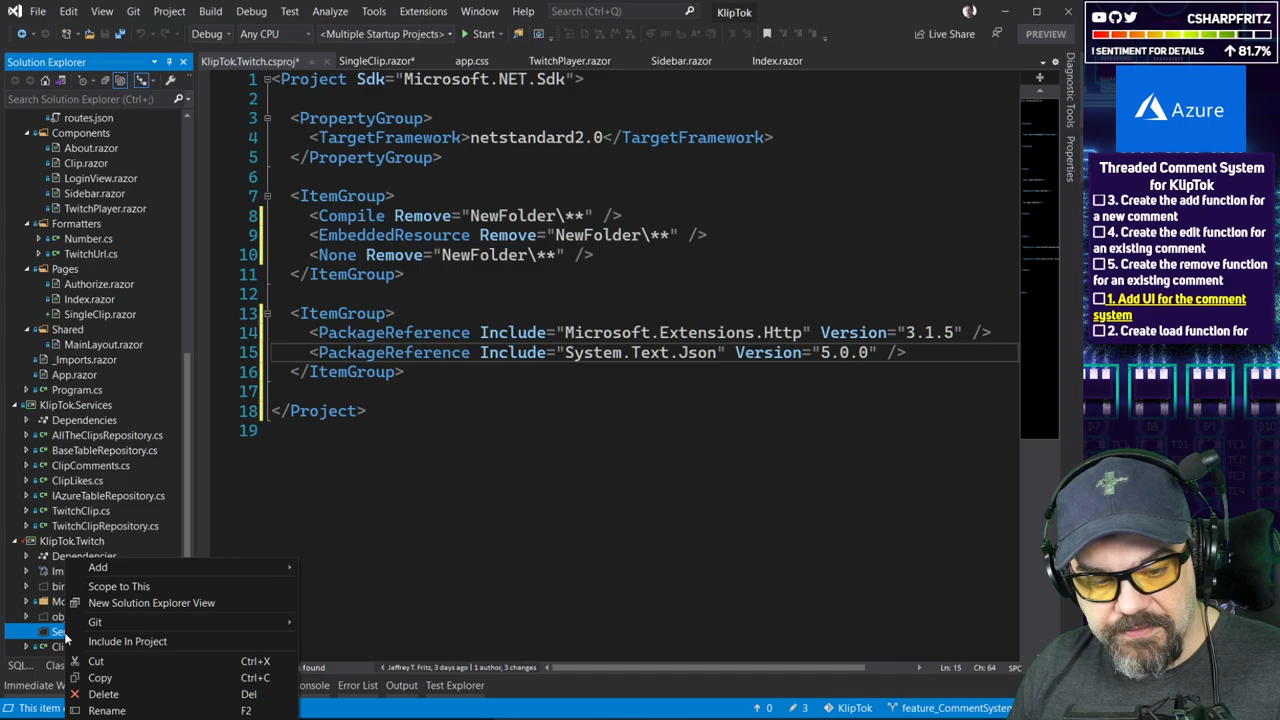 File Edit View Git Project Build Debug Test Analyze Tools Extensions Window Help Search (Ctrl+Q) KlipTok
Debug Any CPU <Multiple Startup Projects> Start Live Share PREVIEW
Solution Explorer
Search Solution Explorer (Ctrl+;)
routes.json
Components
About.razor
Clip.razor
LoginView.razor
Sidebar.razor
TwitchPlayer.razor
Formatters
Number.cs
TwitchUrl.cs
Pages
Authorize.razor
Index.razor
SingleClip.razor
Shared
MainLayout.razor
_Imports.razor
App.razor
Program.cs
KlipTok.Services
Dependencies
AllTheClipsRepository.cs
BaseTableRepository.cs
ClipComments.cs
ClipLikes.cs
IAzureTableRepository.cs
TwitchClip.cs
TwitchClipRepository.cs
KlipTok.Twitch
Dependencies
Im
bin
Mo
ob
Se
Cli
SQL... Clas
Add
Scope to This
New Solution Explorer View
Git
Include In Project
Cut Ctrl+X
Copy Ctrl+C
Delete Del
Rename F2
KlipTok.Twitch.csproj* SingleClip.razor* app.css TwitchPlayer.razor Sidebar.razor Index.razor
1 <Project Sdk="Microsoft.NET.Sdk">
2
3 <PropertyGroup>
4 <TargetFramework>netstandard2.0</TargetFramework>
5 </PropertyGroup>
6
7 <ItemGroup>
8 <Compile Remove="NewFolder\**" />
9 <EmbeddedResource Remove="NewFolder\**" />
10 <None Remove="NewFolder\**" />
11 </ItemGroup>
12
13 <ItemGroup>
14 <PackageReference Include="Microsoft.Extensions.Http" Version="3.1.5" />
15 <PackageReference Include="System.Text.Json" Version="5.0.0" />
16 </ItemGroup>
17
18 </Project>
19
Diagnostic Tools
Properties
found Jeffrey T. Fritz, 3 days ago | 1 author, 3 changes Ln: 15 Ch: 64 SPC
Immediate W onsole Error List Output Test Explorer
This item 0 3 KlipTok feature_CommentSystem
CSHARPFRITZ
! SENTIMENT FOR DETAILS 81.7%
Azure
Threaded Comment System
for KlipTok
3. Create the add function for
a new comment
4. Create the edit function for
an existing comment
5. Create the remove function
for an existing comment
1. Add UI for the comment
system
2. Create load function for